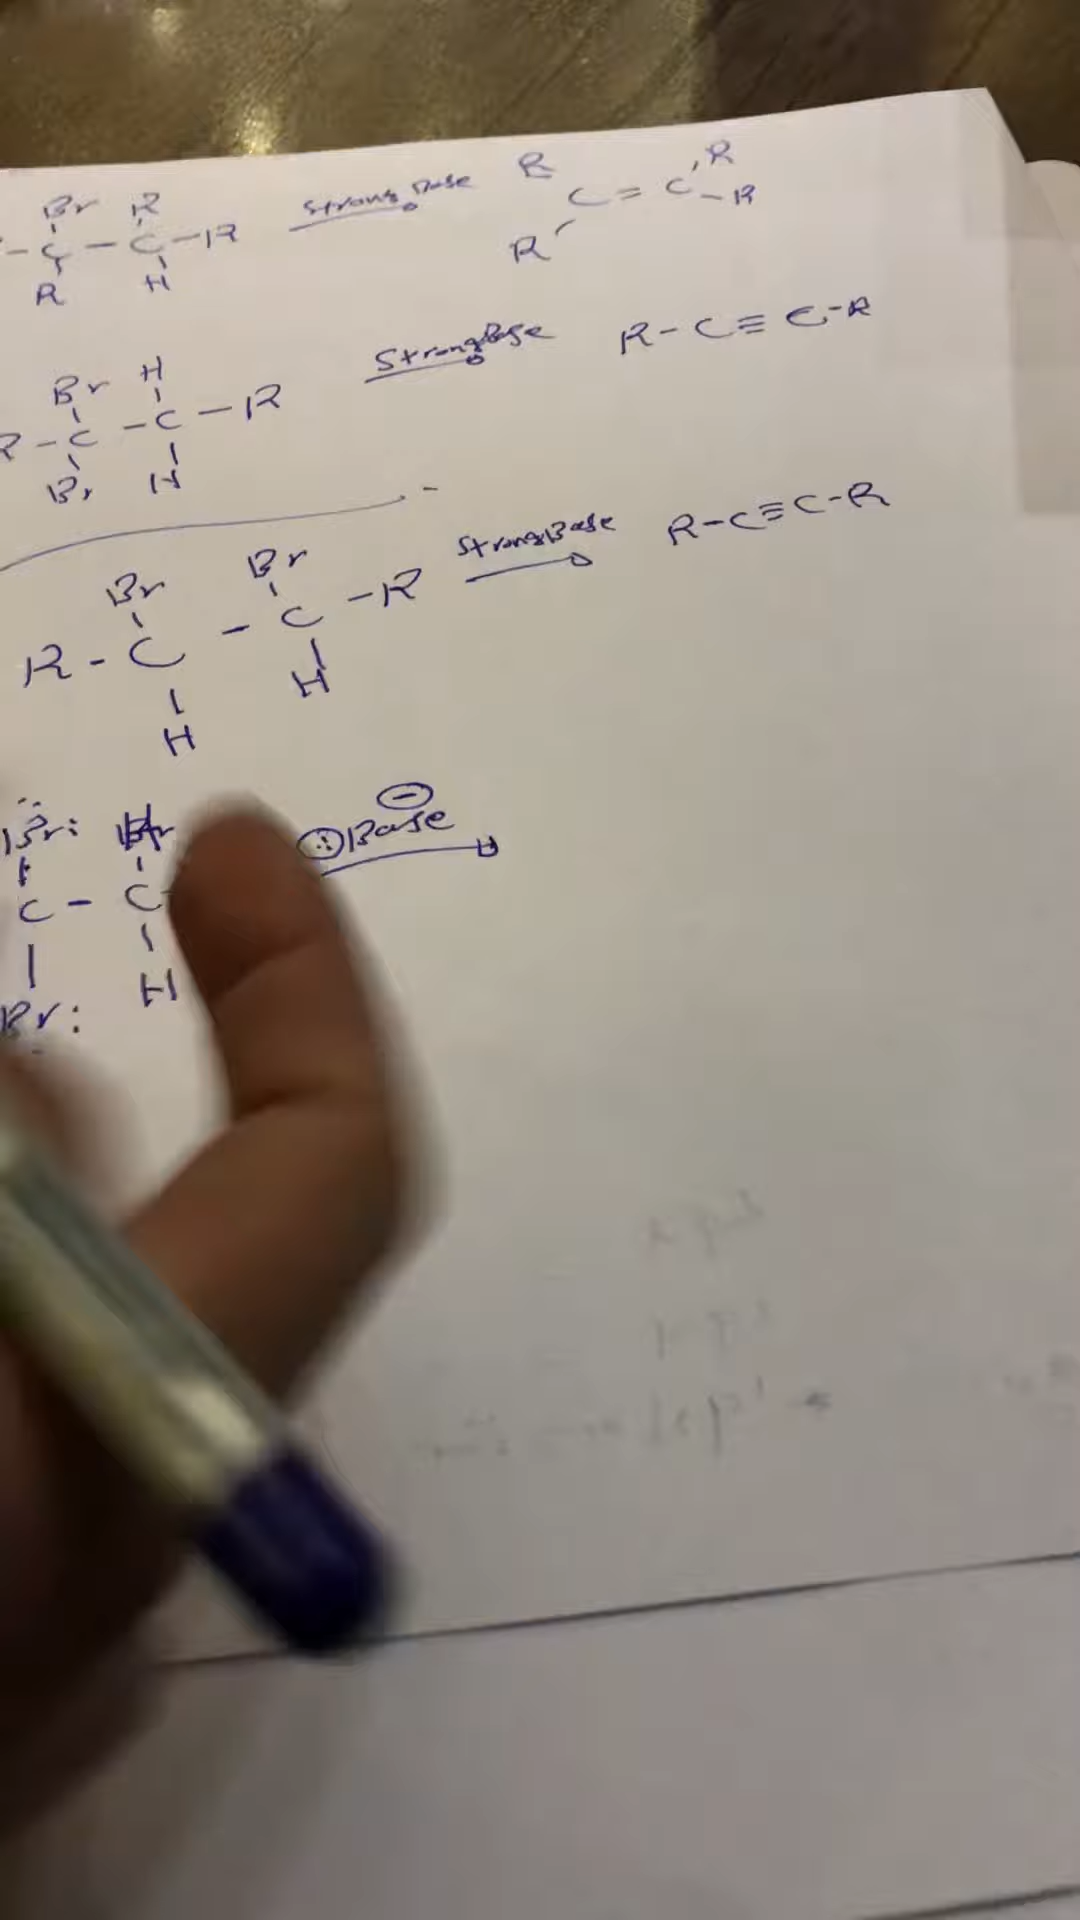 Br R
- C - C - R Strong Base R C = C R - R
R H R
Br H
R - C - C - R Strong Base R - C ≡ C - R
Br H
Br Br
R - C - C - R Strong Base R - C ≡ C - R
H H
Br: H
C - C :Base ⊖
Br: H